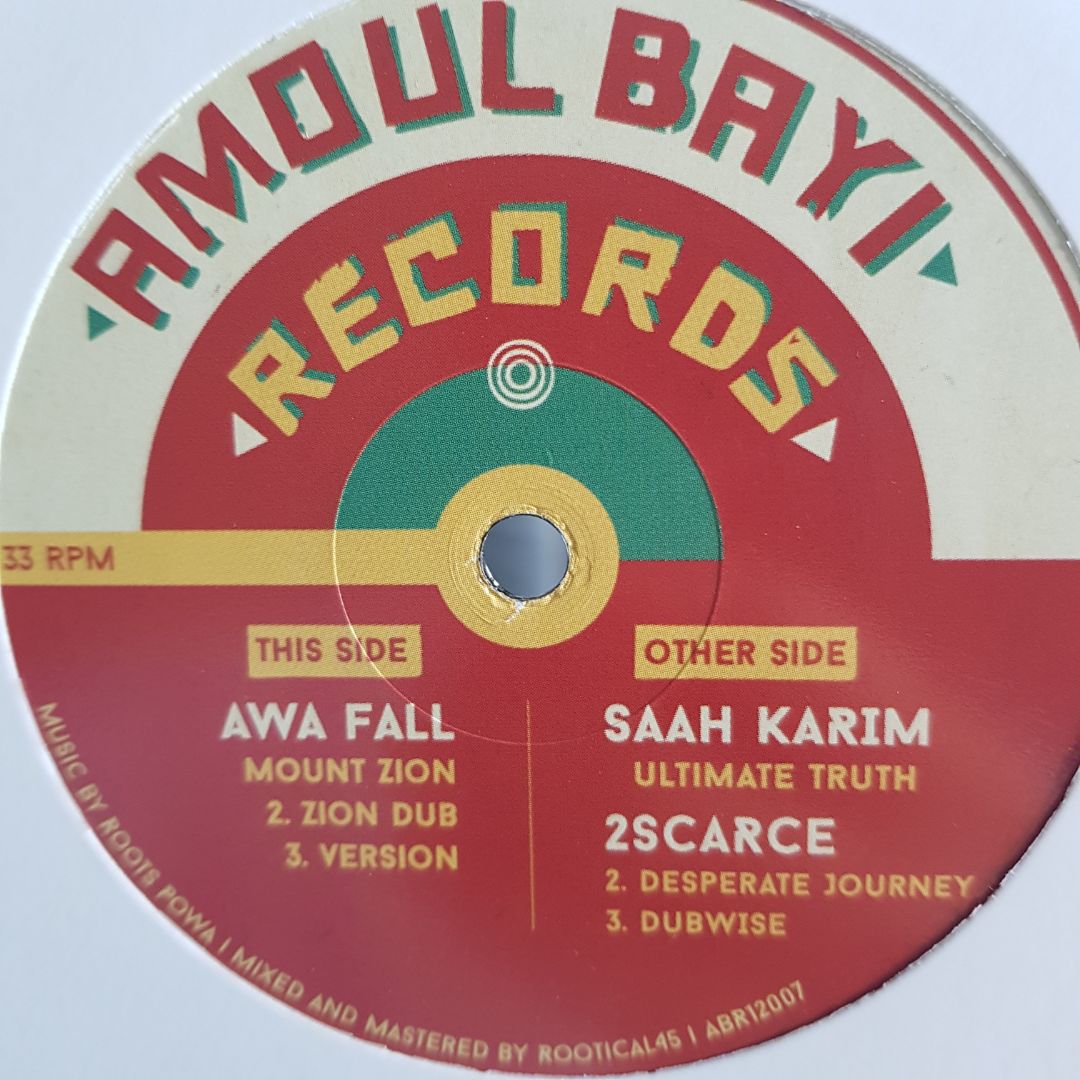 AMOUL BAYI
RECORDS
33 RPM
THIS SIDE
AWA FALL
MOUNT ZION
2. ZION DUB
3. VERSION
OTHER SIDE
SAAH KARIM
ULTIMATE TRUTH
2SCARCE
2. DESPERATE JOURNEY
3. DUBWISE
MUSIC BY ROOTS POWA | MIXED AND MASTERED BY ROOTICAL45 | ABR12007